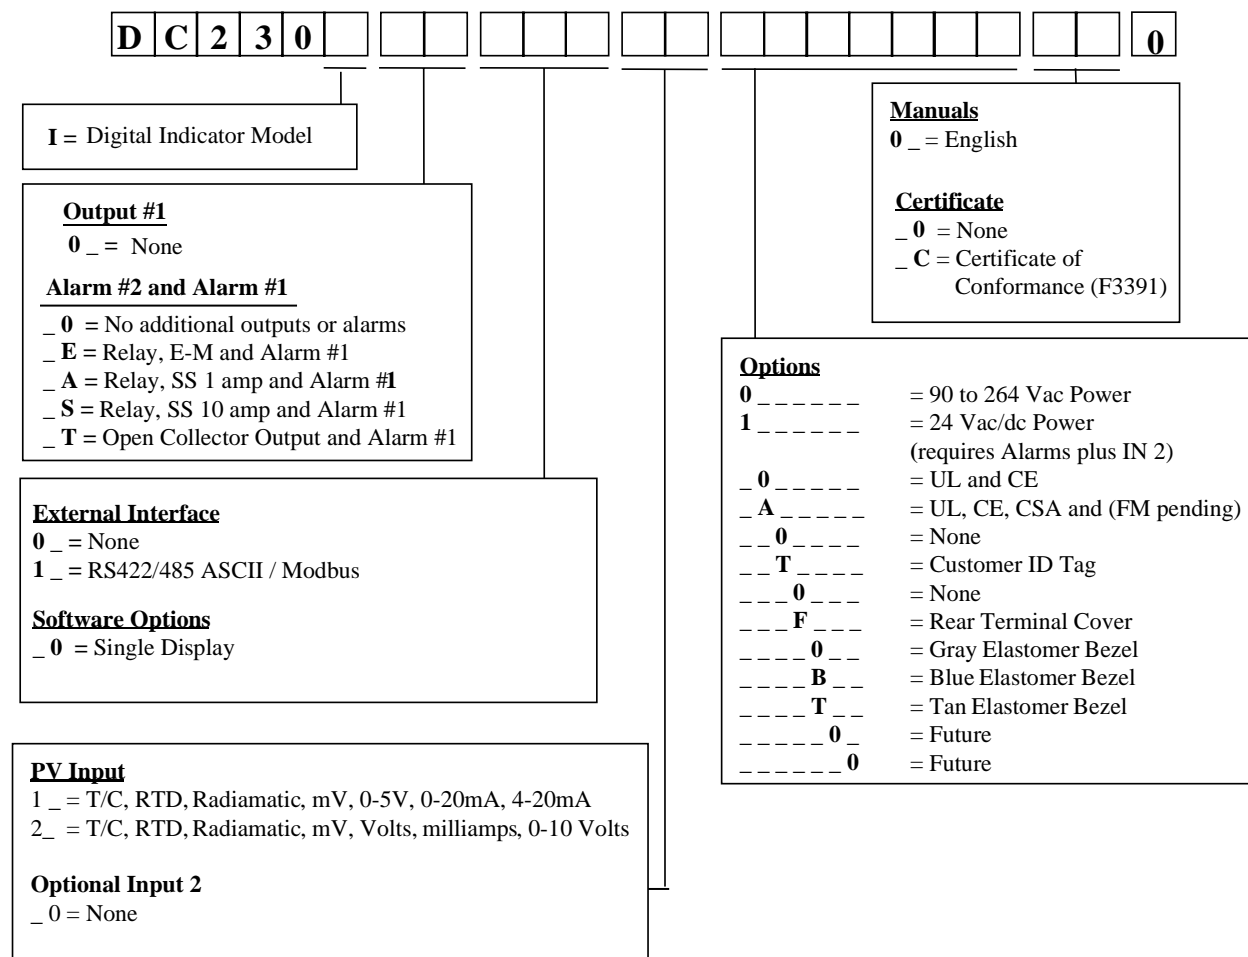 D C 2 3 0 0
I = Digital Indicator Model
Output #1
0 _ = None
Alarm #2 and Alarm #1
_ 0 = No additional outputs or alarms
_ E = Relay, E-M and Alarm #1
_ A = Relay, SS 1 amp and Alarm #1
_ S = Relay, SS 10 amp and Alarm #1
_ T = Open Collector Output and Alarm #1
External Interface
0 _ = None
1 _ = RS422/485 ASCII / Modbus
Software Options
_ 0 = Single Display
PV Input
1 _ = T/C, RTD, Radiamatic, mV, 0-5V, 0-20mA, 4-20mA
2_ = T/C, RTD, Radiamatic, mV, Volts, milliamps, 0-10 Volts
Optional Input 2
_ 0 = None
Manuals
0 _ = English
Certificate
_ 0 = None
_ C = Certificate of
Conformance (F3391)
Options
0 _ _ _ _ _ _ = 90 to 264 Vac Power
1 _ _ _ _ _ _ = 24 Vac/dc Power
(requires Alarms plus IN 2)
_ 0 _ _ _ _ _ = UL and CE
_ A _ _ _ _ _ = UL, CE, CSA and (FM pending)
_ _ 0 _ _ _ _ = None
_ _ T _ _ _ _ = Customer ID Tag
_ _ _ 0 _ _ _ = None
_ _ _ F _ _ _ = Rear Terminal Cover
_ _ _ _ 0 _ _ = Gray Elastomer Bezel
_ _ _ _ B _ _ = Blue Elastomer Bezel
_ _ _ _ T _ _ = Tan Elastomer Bezel
_ _ _ _ _ 0 _ = Future
_ _ _ _ _ _ 0 = Future